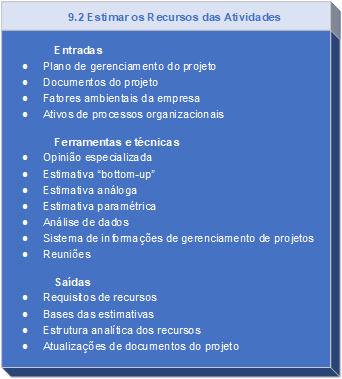 9.2 Estimar os Recursos das Atividades
Entradas
● Plano de gerenciamento do projeto
● Documentos do projeto
● Fatores ambientais da empresa
● Ativos de processos organizacionais
Ferramentas e técnicas
● Opinião especializada
● Estimativa “bottom-up”
● Estimativa análoga
● Estimativa paramétrica
● Análise de dados
● Sistema de informações de gerenciamento de projetos
● Reuniões
Saídas
● Requisitos de recursos
● Bases das estimativas
● Estrutura analítica dos recursos
● Atualizações de documentos do projeto